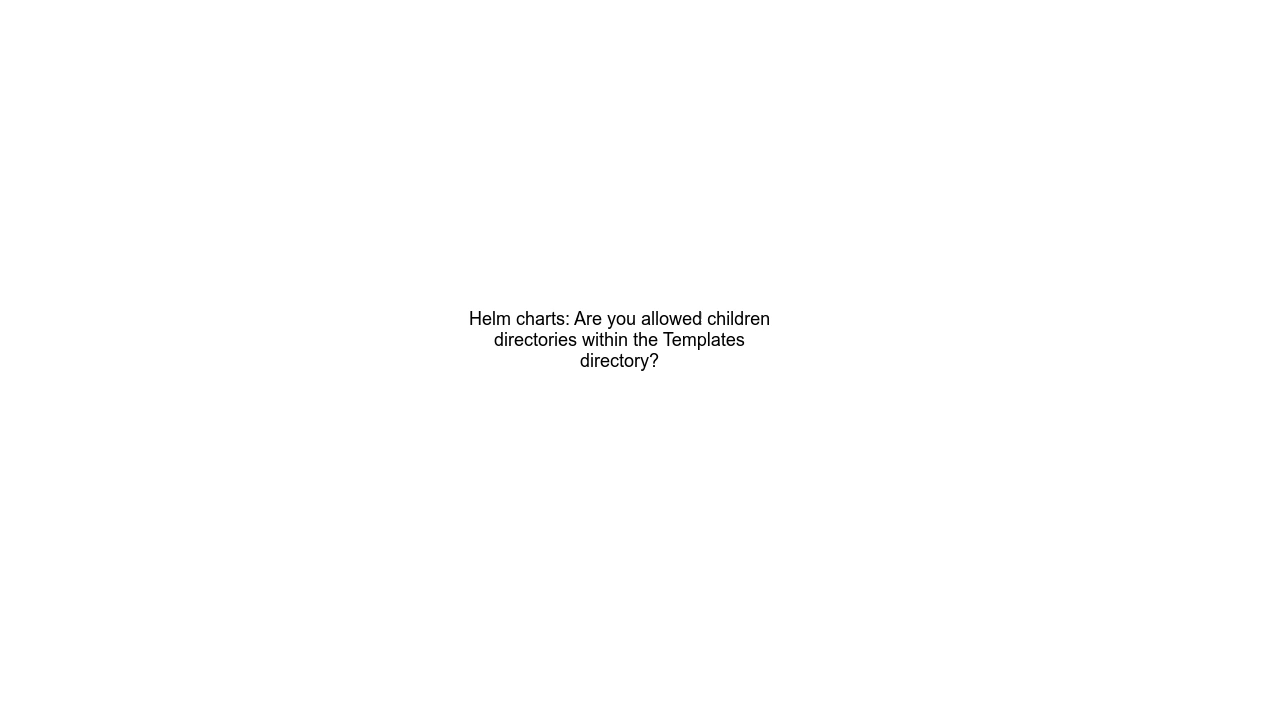 Helm charts: Are you allowed children
directories within the Templates
directory?